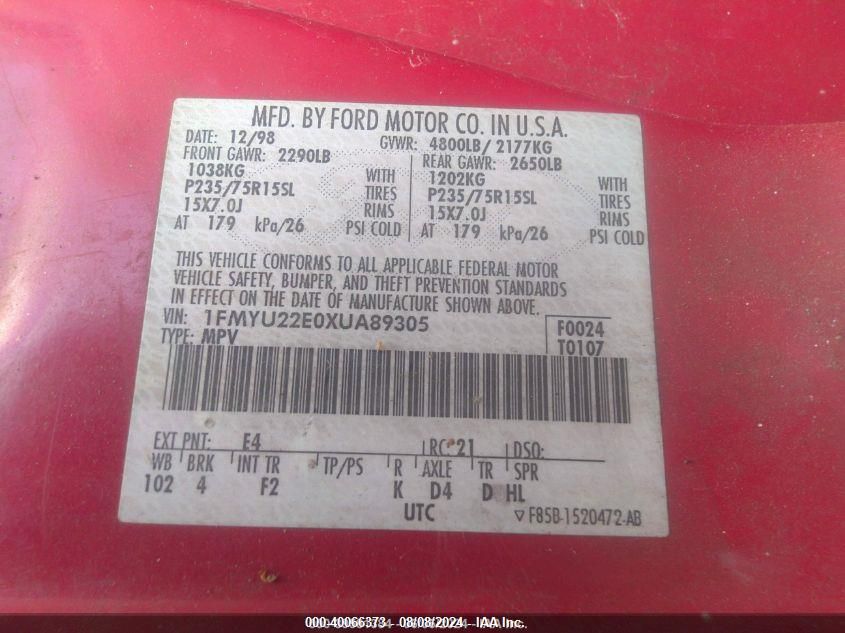 MFD. BY FORD MOTOR CO. IN U.S.A.
DATE: 12/98 GVWR: 4800LB/ 2177KG
FRONT GAWR: 2290LB REAR GAWR: 2650LB
1038KG WITH 1202KG WITH
P235/75R15SL TIRES P235/75R15SL TIRES
15X7.0J RIMS 15X7.0J RIMS
AT 179 kPa/26 PSI COLD AT 179 kPa/26 PSI COLD
THIS VEHICLE CONFORMS TO ALL APPLICABLE FEDERAL MOTOR
VEHICLE SAFETY, BUMPER, AND THEFT PREVENTION STANDARDS
IN EFFECT ON THE DATE OF MANUFACTURE SHOWN ABOVE.
VIN: 1FMYU22E0XUA89305 F0024
TYPE: MPV T0107
EXT PNT: E4 RC: 21 DSO:
WB BRK INT TR TP/PS R AXLE TR SPR
102 4 F2 K D4 D HL
UTC ▽ F85B-1520472-AB
000-40066373 - 08/08/2024 - IAA Inc.